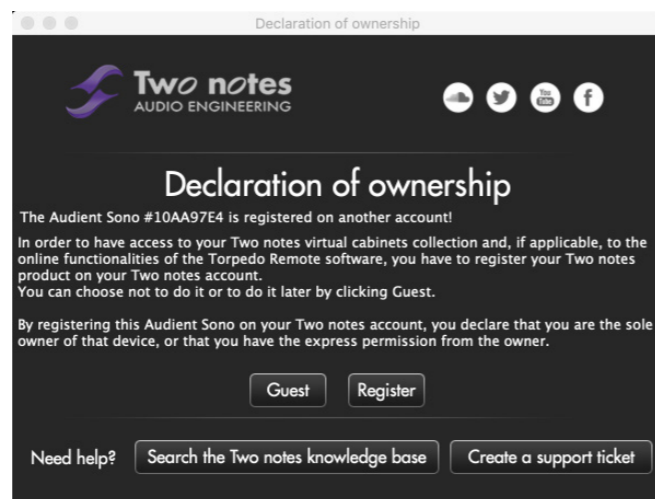 Declaration of ownership
Two notes
AUDIO ENGINEERING
You
Tube
Declaration of ownership
The Audient Sono #10AA97E4 is registered on another account!
In order to have access to your Two notes virtual cabinets collection and, if applicable, to the
online functionalities of the Torpedo Remote software, you have to register your Two notes
product on your Two notes account.
You can choose not to do it or to do it later by clicking Guest.
By registering this Audient Sono on your Two notes account, you declare that you are the sole
owner of that device, or that you have the express permission from the owner.
Guest Register
Need help? Search the Two notes knowledge base Create a support ticket